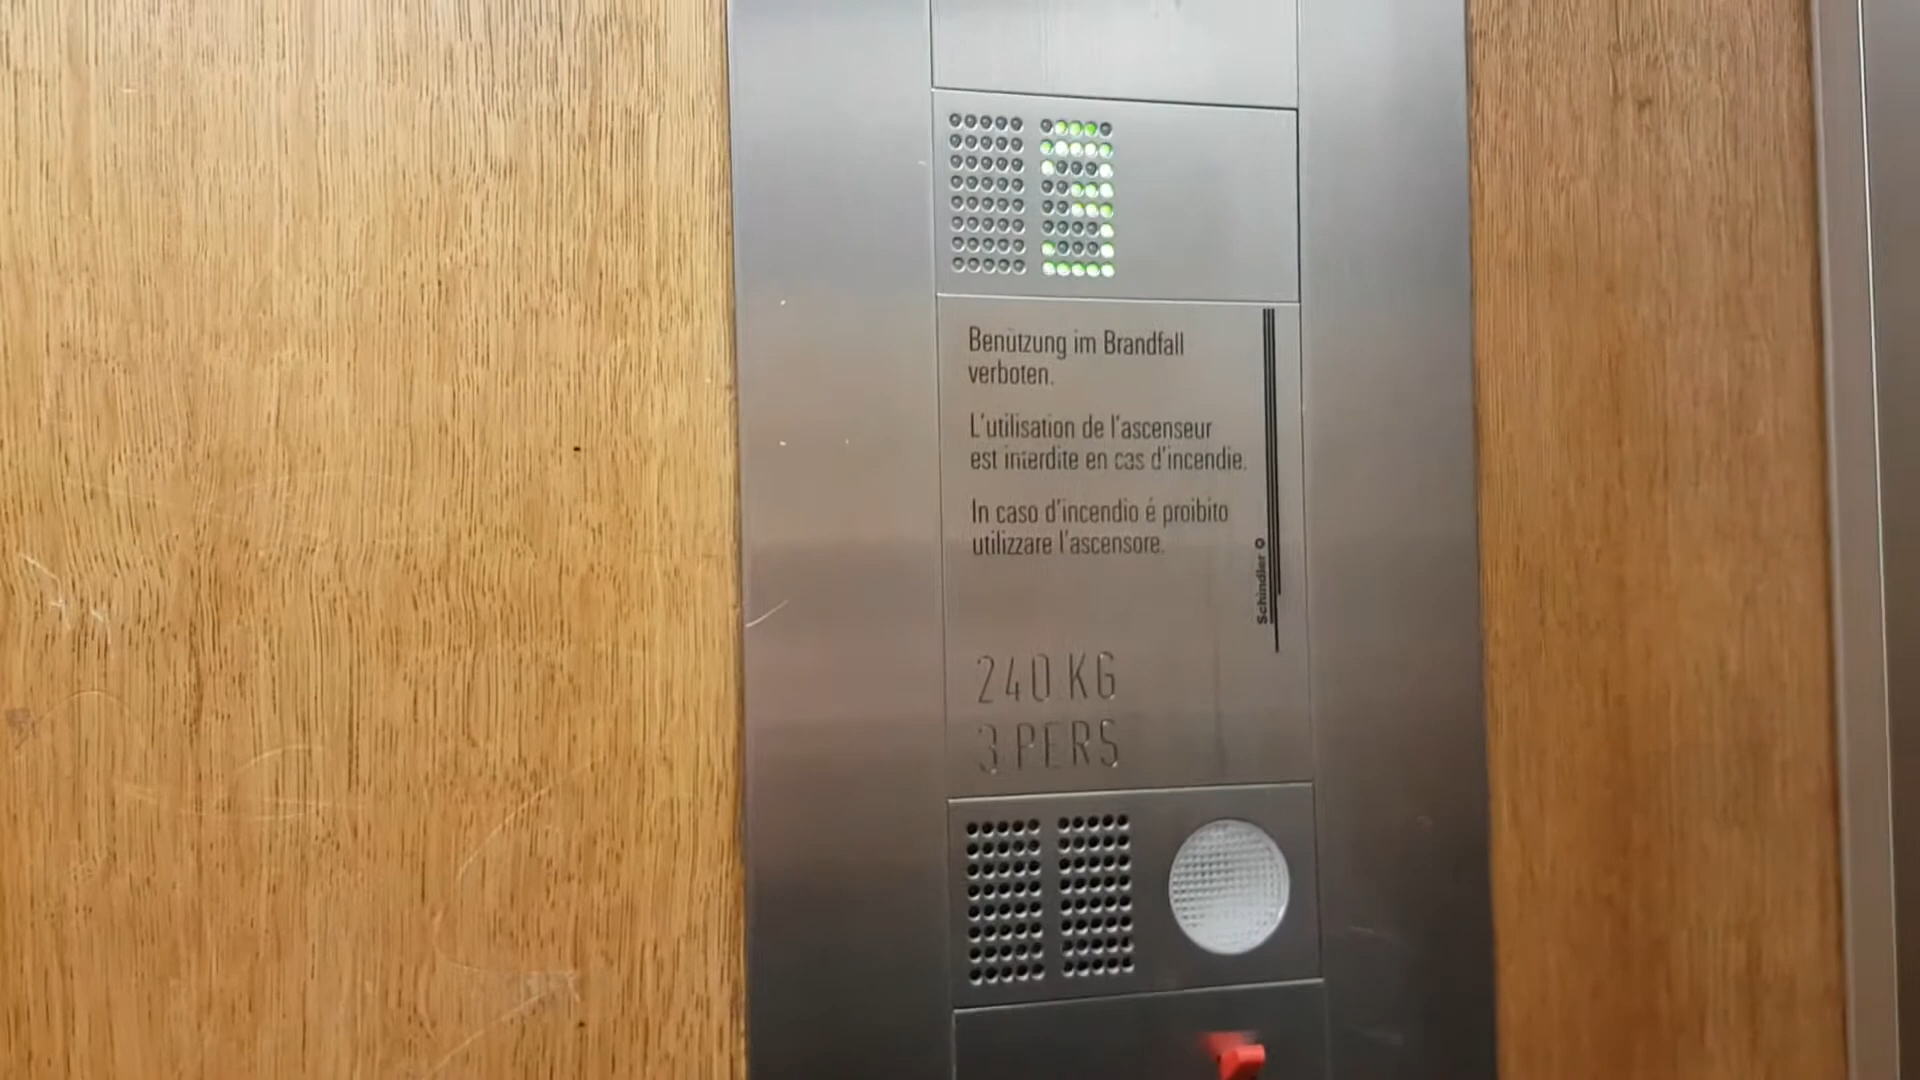 Benützung im Brandfall
verboten.
L'utilisation de l'ascenseur
est interdite en cas d'incendie.
In caso d'incendio é proibito
utilizzare l'ascensore.
Schindler
240 KG
3 PERS